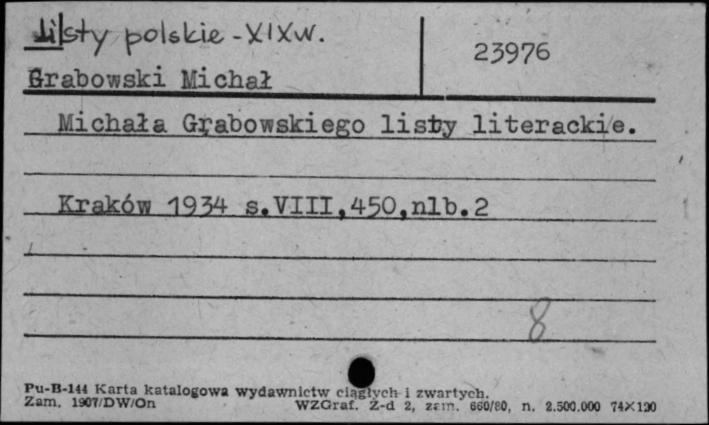 Listy polskie - XIX w.
23976
Grabowski Michał
Michała Grabowskiego listy literackie.
Kraków 1934 s.VIII,450,nlb.2
8
Pu-B-144 Karta katalogowa wydawnictw ciągłych i zwartych.
Zam. 1907/DW/On WZGraf. Z-d 2, zam. 660/80, n. 2.500.000 74×120